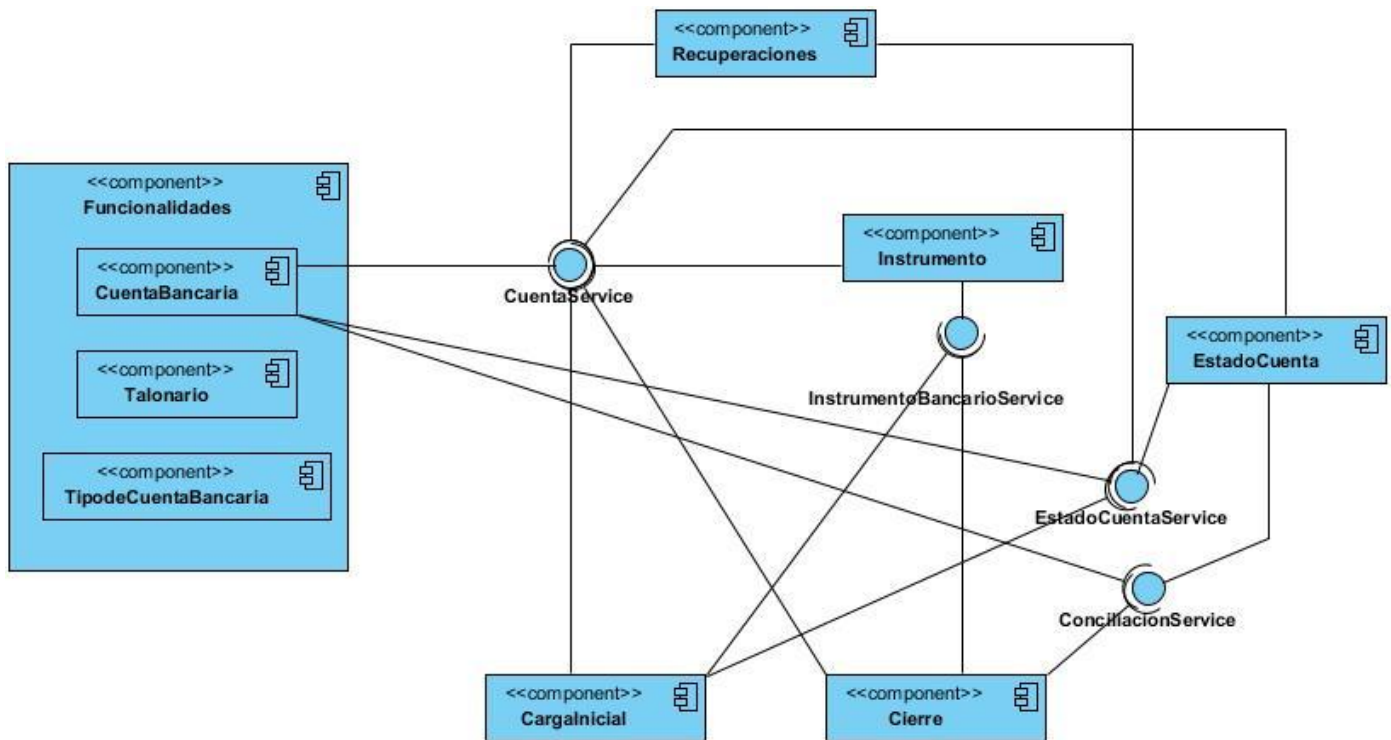 <<component>>
Recuperaciones
<<component>>
Funcionalidades
<<component>>
CuentaBancaria
<<component>>
Talonario
<<component>>
TipodeCuentaBancaria
CuentaService
<<component>>
Instrumento
InstrumentoBancarioService
<<component>>
EstadoCuenta
EstadoCuentaService
ConciliacionService
<<component>>
CargaInicial
<<component>>
Cierre